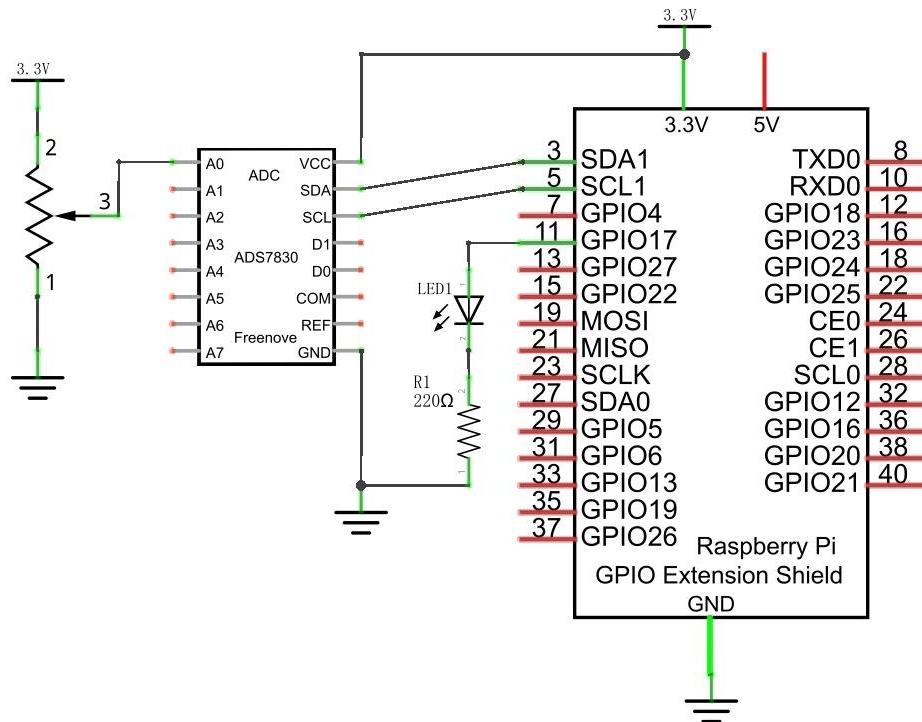 3.3V
3.3V
2
3
1
ADC
ADS7830
Freenove
A0
A1
A2
A3
A4
A5
A6
A7
VCC
SDA
SCL
D1
D0
COM
REF
GND
LED1
1
2
R1
220Ω
2
1
3.3V 5V
3 SDA1 TXD0 8
5 SCL1 RXD0 10
7 GPIO4 GPIO18 12
11 GPIO17 GPIO23 16
13 GPIO27 GPIO24 18
15 GPIO22 GPIO25 22
19 MOSI CE0 24
21 MISO CE1 26
23 SCLK SCL0 28
27 SDA0 GPIO12 32
29 GPIO5 GPIO16 36
31 GPIO6 GPIO20 38
33 GPIO13 GPIO21 40
35 GPIO19
37 GPIO26
Raspberry Pi
GPIO Extension Shield
GND